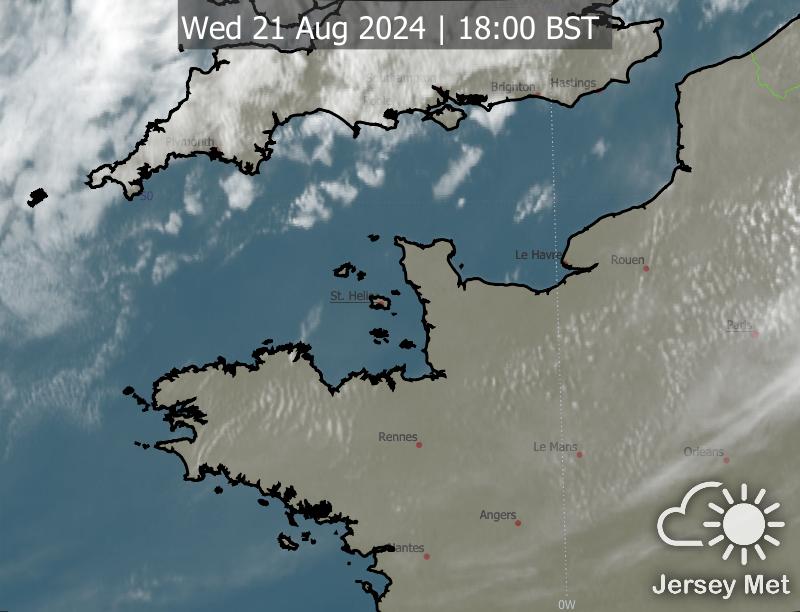 Wed 21 Aug 2024 | 18:00 BST
Southampton
Brighton
Hastings
Plymouth
50
Le Havre
Rouen
St. Helier
Paris
Rennes
Le Mans
Orleans
Angers
Nantes
Jersey Met
0W